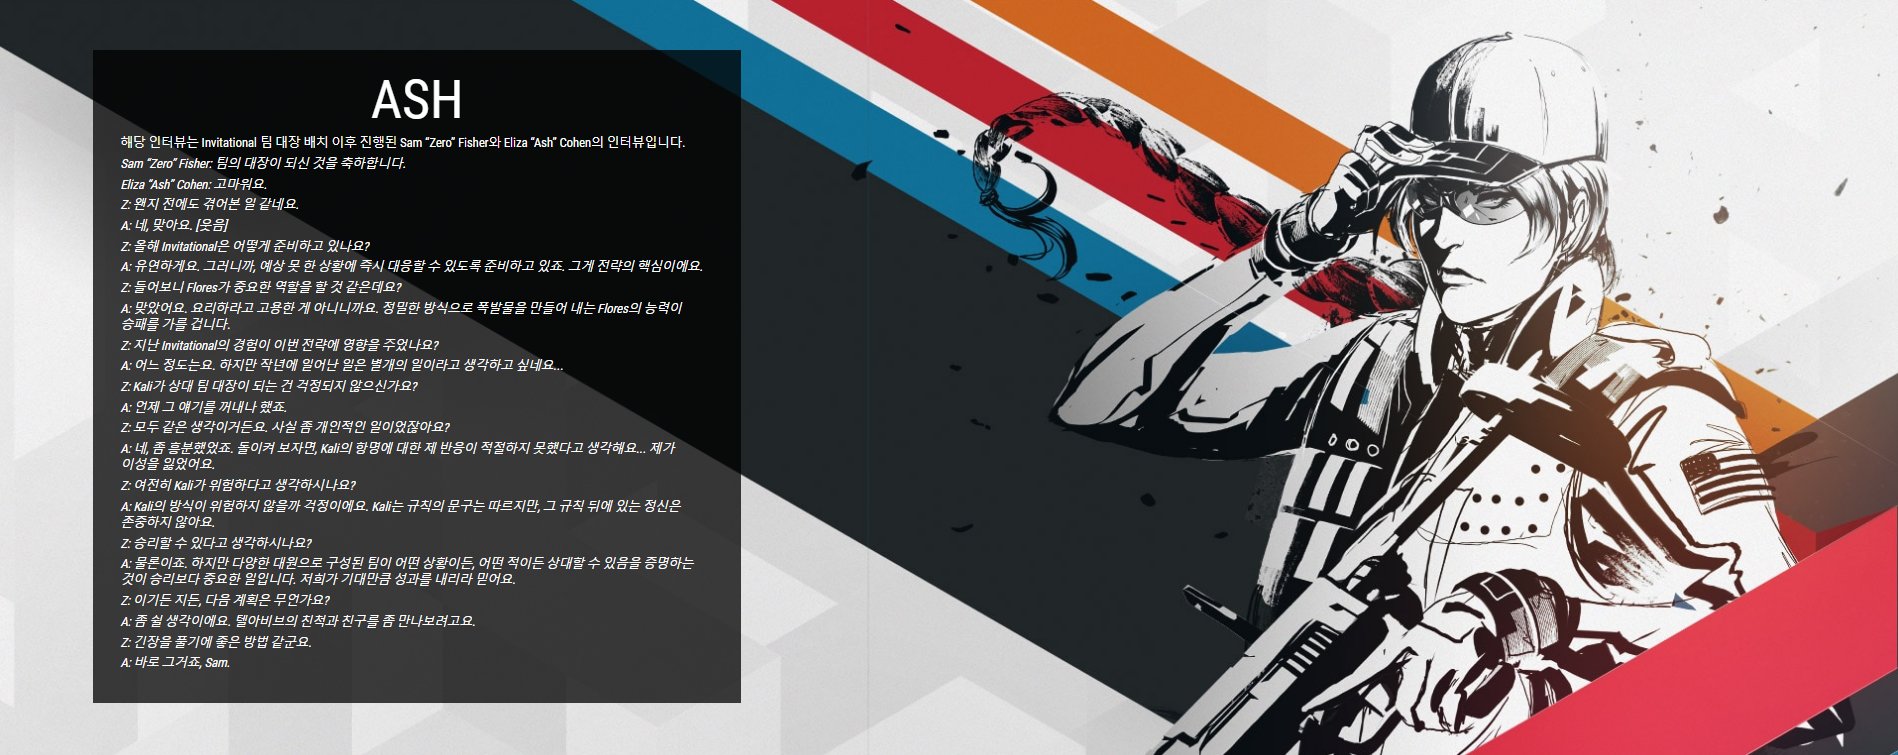 ASH
해당 인터뷰는 Invitational 팀 대장 배치 이후 진행된 Sam “Zero” Fisher와 Eliza “Ash” Cohen의 인터뷰입니다.
Sam “Zero” Fisher: 팀의 대장이 되신 것을 축하합니다.
Eliza “Ash” Cohen: 고마워요.
Z: 왠지 전에도 겪어본 일 같네요.
A: 네, 맞아요. [웃음]
Z: 올해 Invitational은 어떻게 준비하고 있나요?
A: 유연하게요. 그러니까, 예상 못 한 상황에 즉시 대응할 수 있도록 준비하고 있죠. 그게 전략의 핵심이에요.
Z: 들어보니 Flores가 중요한 역할을 할 것 같은데요?
A: 맞았어요. 요리하라고 고용한 게 아니니까요. 정밀한 방식으로 폭발물을 만들어 내는 Flores의 능력이
승패를 가를 겁니다.
Z: 지난 Invitational의 경험이 이번 전략에 영향을 주었나요?
A: 어느 정도는요. 하지만 작년에 일어난 일은 별개의 일이라고 생각하고 싶네요...
Z: Kali가 상대 팀 대장이 되는 건 걱정되지 않으신가요?
A: 언제 그 얘기를 꺼내나 했죠.
Z: 모두 같은 생각이거든요. 사실 좀 개인적인 일이었잖아요?
A: 네, 좀 흥분했었죠. 돌이켜 보자면, Kali의 항명에 대한 제 반응이 적절하지 못했다고 생각해요... 제가
이성을 잃었어요.
Z: 여전히 Kali가 위험하다고 생각하시나요?
A: Kali의 방식이 위험하지 않을까 걱정이에요. Kali는 규칙의 문구는 따르지만, 그 규칙 뒤에 있는 정신은
존중하지 않아요.
Z: 승리할 수 있다고 생각하시나요?
A: 물론이죠. 하지만 다양한 대원으로 구성된 팀이 어떤 상황이든, 어떤 적이든 상대할 수 있음을 증명하는
것이 승리보다 중요한 일입니다. 저희가 기대만큼 성과를 내리라 믿어요.
Z: 이기든 지든, 다음 계획은 무언가요?
A: 좀 쉴 생각이에요. 텔아비브의 친척과 친구를 좀 만나보려고요.
Z: 긴장을 풀기에 좋은 방법 같군요.
A: 바로 그거죠, Sam.